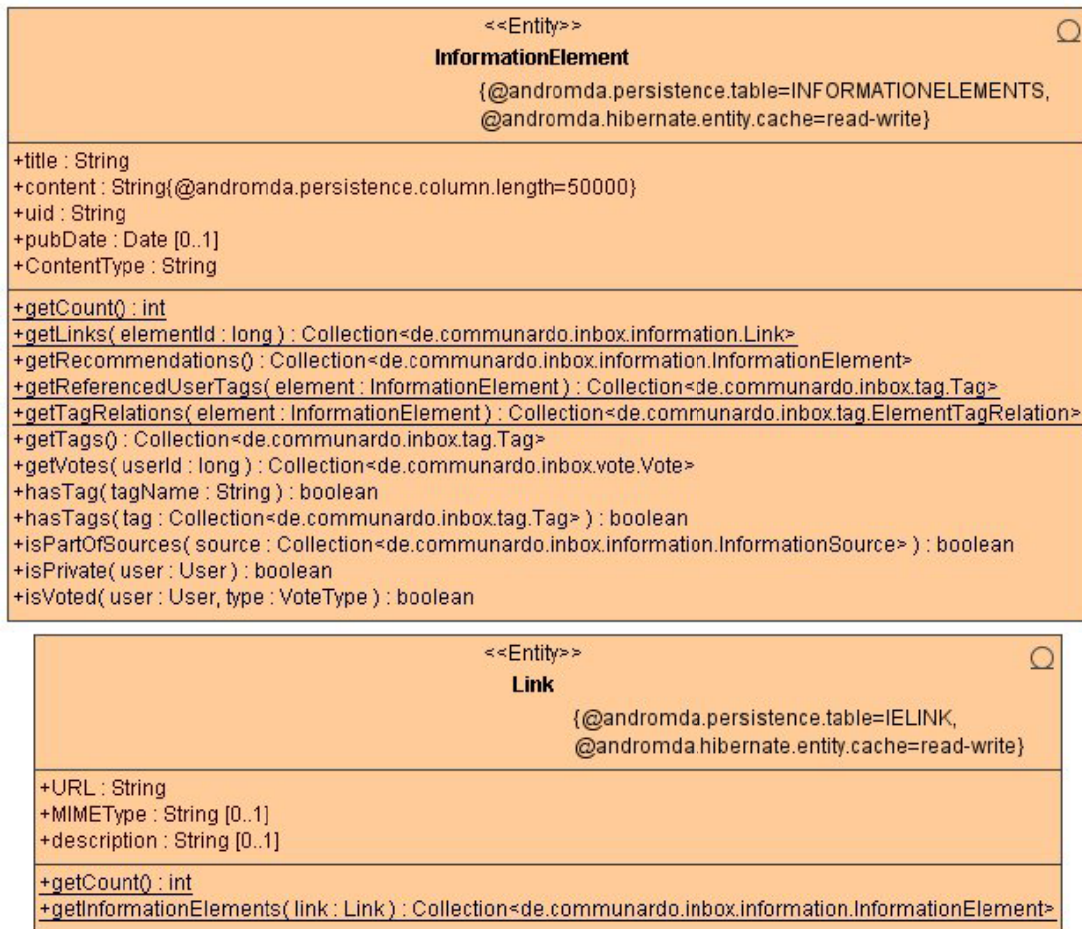 <<Entity>>
InformationElement
{@andromda.persistence.table=INFORMATIONELEMENTS,
@andromda.hibernate.entity.cache=read-write}
+title : String
+content : String{@andromda.persistence.column.length=50000}
+uid : String
+pubDate : Date [0..1]
+ContentType : String
+getCount() : int
+getLinks( elementId : long ) : Collection<de.communardo.inbox.information.Link>
+getRecommendations() : Collection<de.communardo.inbox.information.InformationElement>
+getReferencedUserTags( element : InformationElement ) : Collection<de.communardo.inbox.tag.Tag>
+getTagRelations( element : InformationElement ) : Collection<de.communardo.inbox.tag.ElementTagRelation>
+getTags() : Collection<de.communardo.inbox.tag.Tag>
+getVotes( userId : long ) : Collection<de.communardo.inbox.vote.Vote>
+hasTag( tagName : String ) : boolean
+hasTags( tag : Collection<de.communardo.inbox.tag.Tag> ) : boolean
+isPartOfSources( source : Collection<de.communardo.inbox.information.InformationSource> ) : boolean
+isPrivate( user : User ) : boolean
+isVoted( user : User, type : VoteType ) : boolean
<<Entity>>
Link
{@andromda.persistence.table=IELINK,
@andromda.hibernate.entity.cache=read-write}
+URL : String
+MIMEType : String [0..1]
+description : String [0..1]
+getCount() : int
+getInformationElements( link : Link ) : Collection<de.communardo.inbox.information.InformationElement>